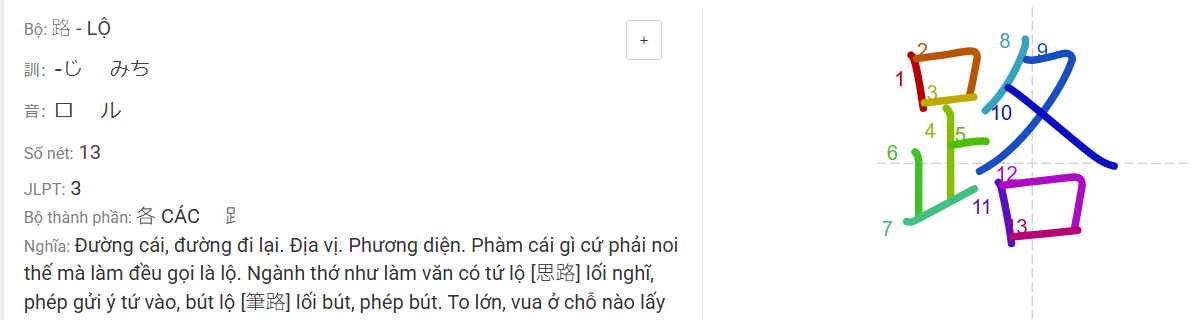 Bộ: 路 - LỘ
+
訓: -じ みち
音: ロ ル
Số nét: 13
JLPT: 3
Bộ thành phần: 各 CÁC 𧾷
Nghĩa: Đường cái, đường đi lại. Địa vị. Phương diện. Phàm cái gì cứ phải noi
thế mà làm đều gọi là lộ. Ngành thớ như làm văn có tứ lộ [思路] lối nghĩ,
phép gửi ý tứ vào, bút lộ [筆路] lối bút, phép bút. To lớn, vua ở chỗ nào lấy
路
1
2
3
4
5
6
7
8
9
10
11
12
13